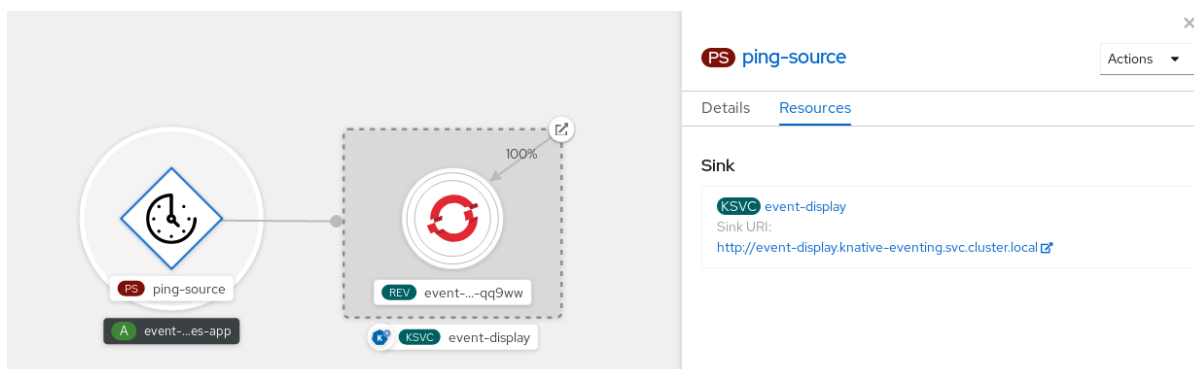 100%
PS ping-source
A event-...es-app
REV event-...-qq9ww
KSVC event-display
PS ping-source
Actions
Details Resources
Sink
KSVC event-display
Sink URI:
http://event-display.knative-eventing.svc.cluster.local